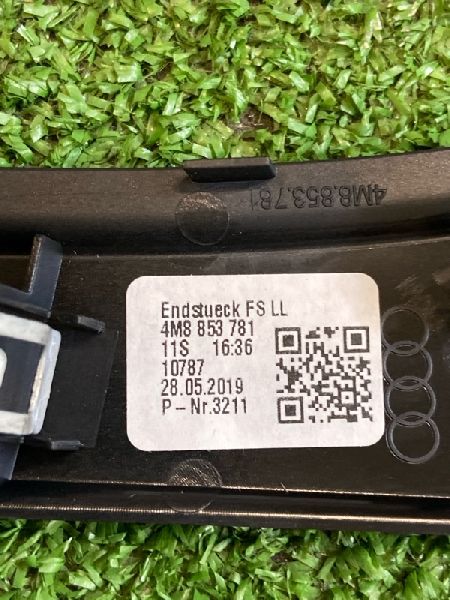 4M8.853.781
Endstueck FS LL
4M8 853 781
11S 16:36
10787
28.05.2019
P-Nr.3211